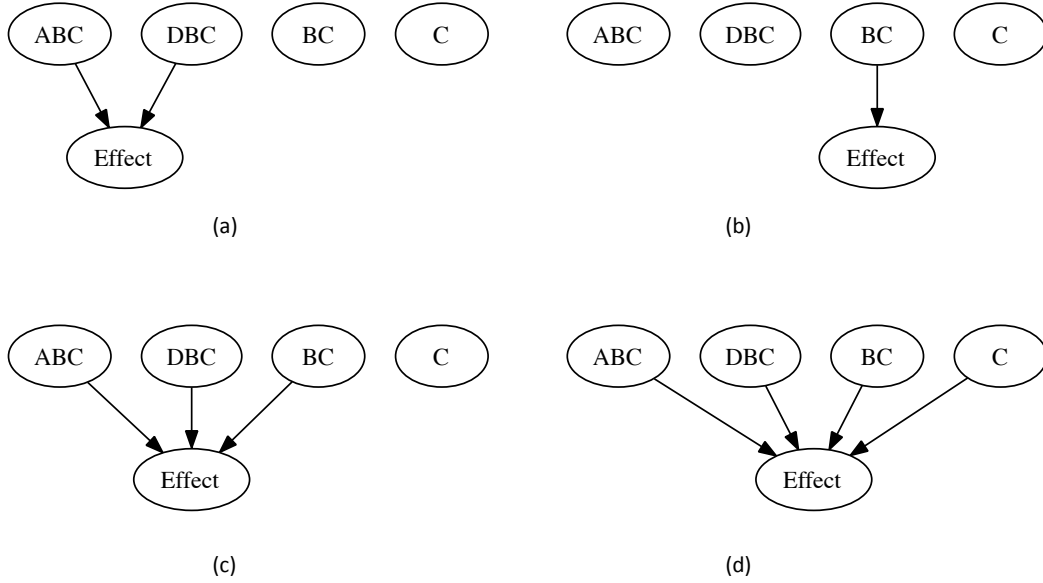 ABC DBC BC C
Effect
(a)
ABC DBC BC C
Effect
(b)
ABC DBC BC C
Effect
(c)
ABC DBC BC C
Effect
(d)